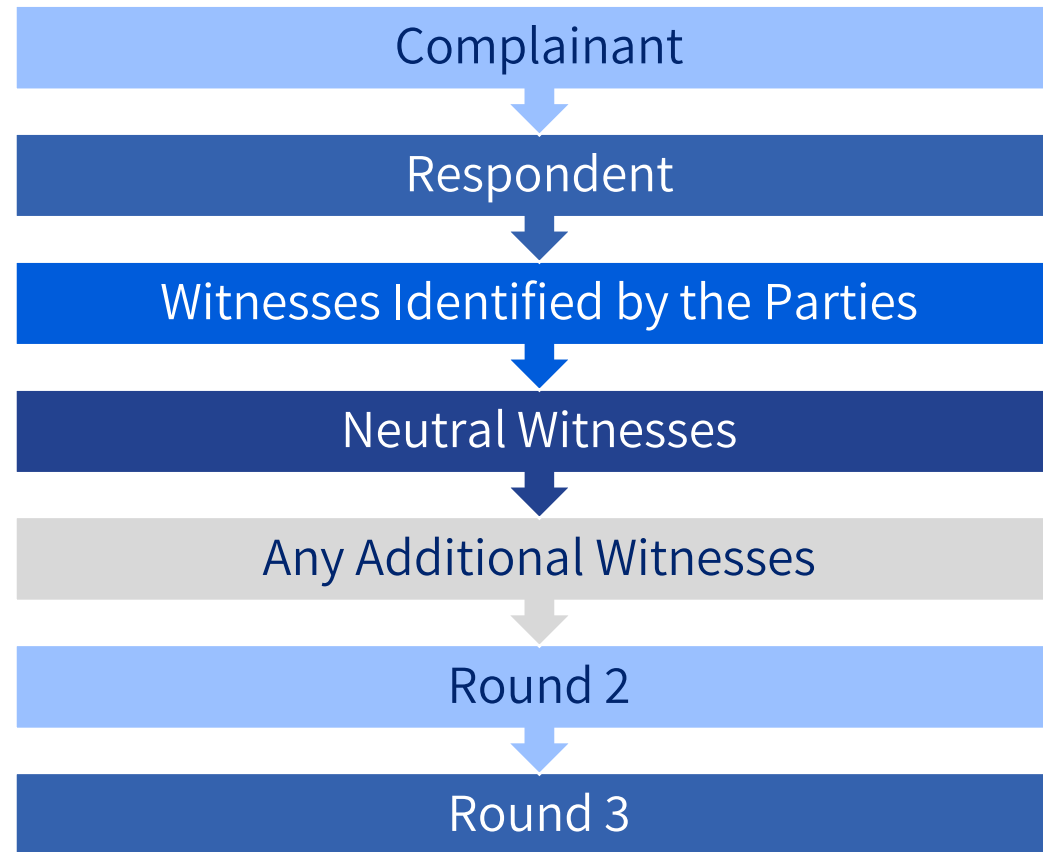 Complainant
Respondent
Witnesses Identified by the Parties
Neutral Witnesses
Any Additional Witnesses
Round 2
Round 3